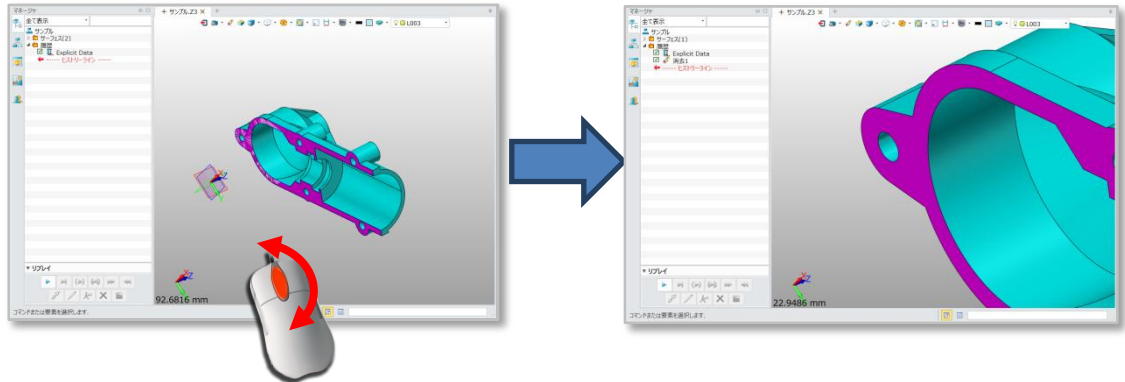 マネージャ
全て表示
サンプル
サーフェス(2)
履歴
Explicit Data
------ ヒストリーライン ------
リプレイ
サンプル.Z3
L003
92.6816 mm
コマンドまたは要素を選択します.
マネージャ
全て表示
サンプル
サーフェス(1)
履歴
Explicit Data
消去1
------ ヒストリーライン ------
リプレイ
サンプル.Z3
L003
22.9486 mm
コマンドまたは要素を選択します.